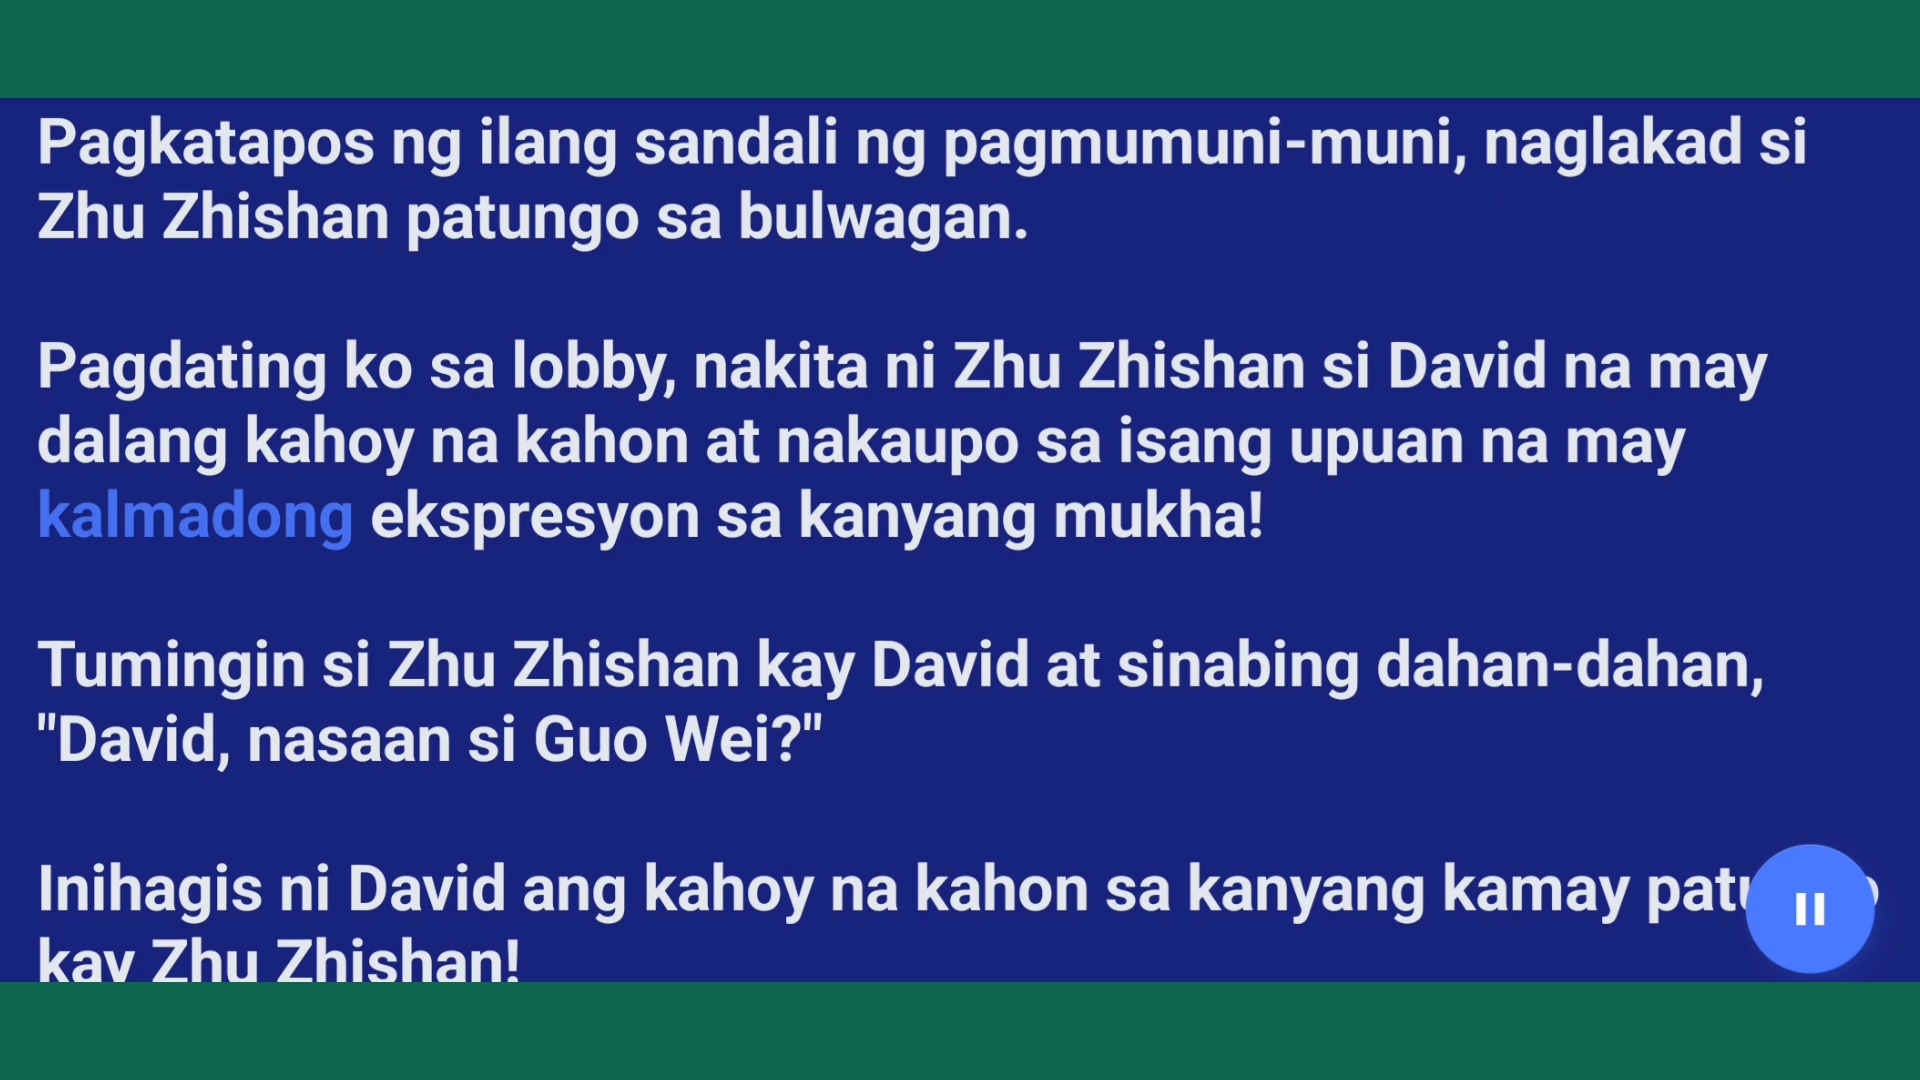 Pagkatapos ng ilang sandali ng pagmumuni-muni, naglakad si
Zhu Zhishan patungo sa bulwagan.
Pagdating ko sa lobby, nakita ni Zhu Zhishan si David na may
dalang kahoy na kahon at nakaupo sa isang upuan na may
kalmadong ekspresyon sa kanyang mukha!
Tumingin si Zhu Zhishan kay David at sinabing dahan-dahan,
"David, nasaan si Guo Wei?"
Inihagis ni David ang kahoy na kahon sa kanyang kamay
kay Zhu Zhishan!